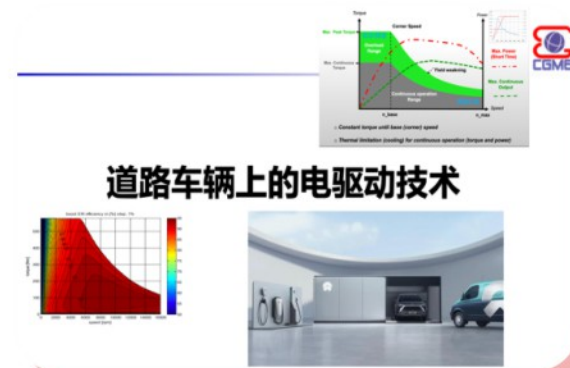 Torque
Power
Max. Peak Torque
Corner Speed
Overload
Range
Max. Power
(Short Time)
Max. Continuous
Torque
Field weakening
Max. Continuous
Output
Continuous operation
Range
Speed
n_base
n_max
Constant torque until base (corner) speed
Thermal limitation (cooling) for continuous operation (torque and power)
CGME
道路车辆上的电驱动技术